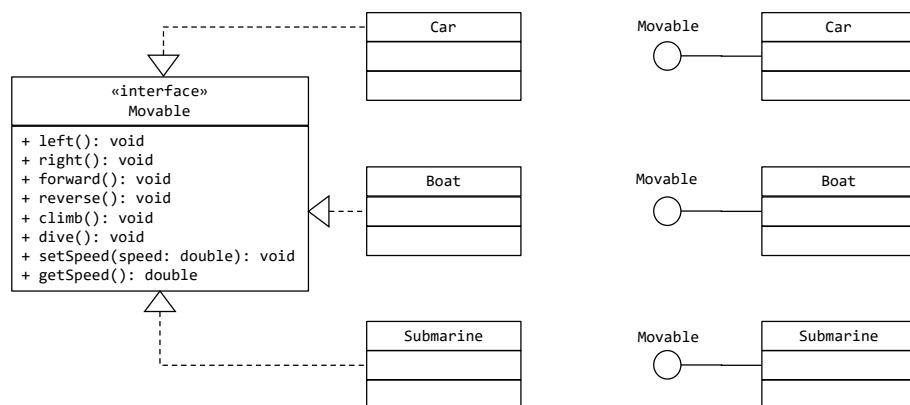 Car
«interface»
Movable
+ left(): void
+ right(): void
+ forward(): void
+ reverse(): void
+ climb(): void
+ dive(): void
+ setSpeed(speed: double): void
+ getSpeed(): double
Boat
Submarine
Movable
Car
Movable
Boat
Movable
Submarine